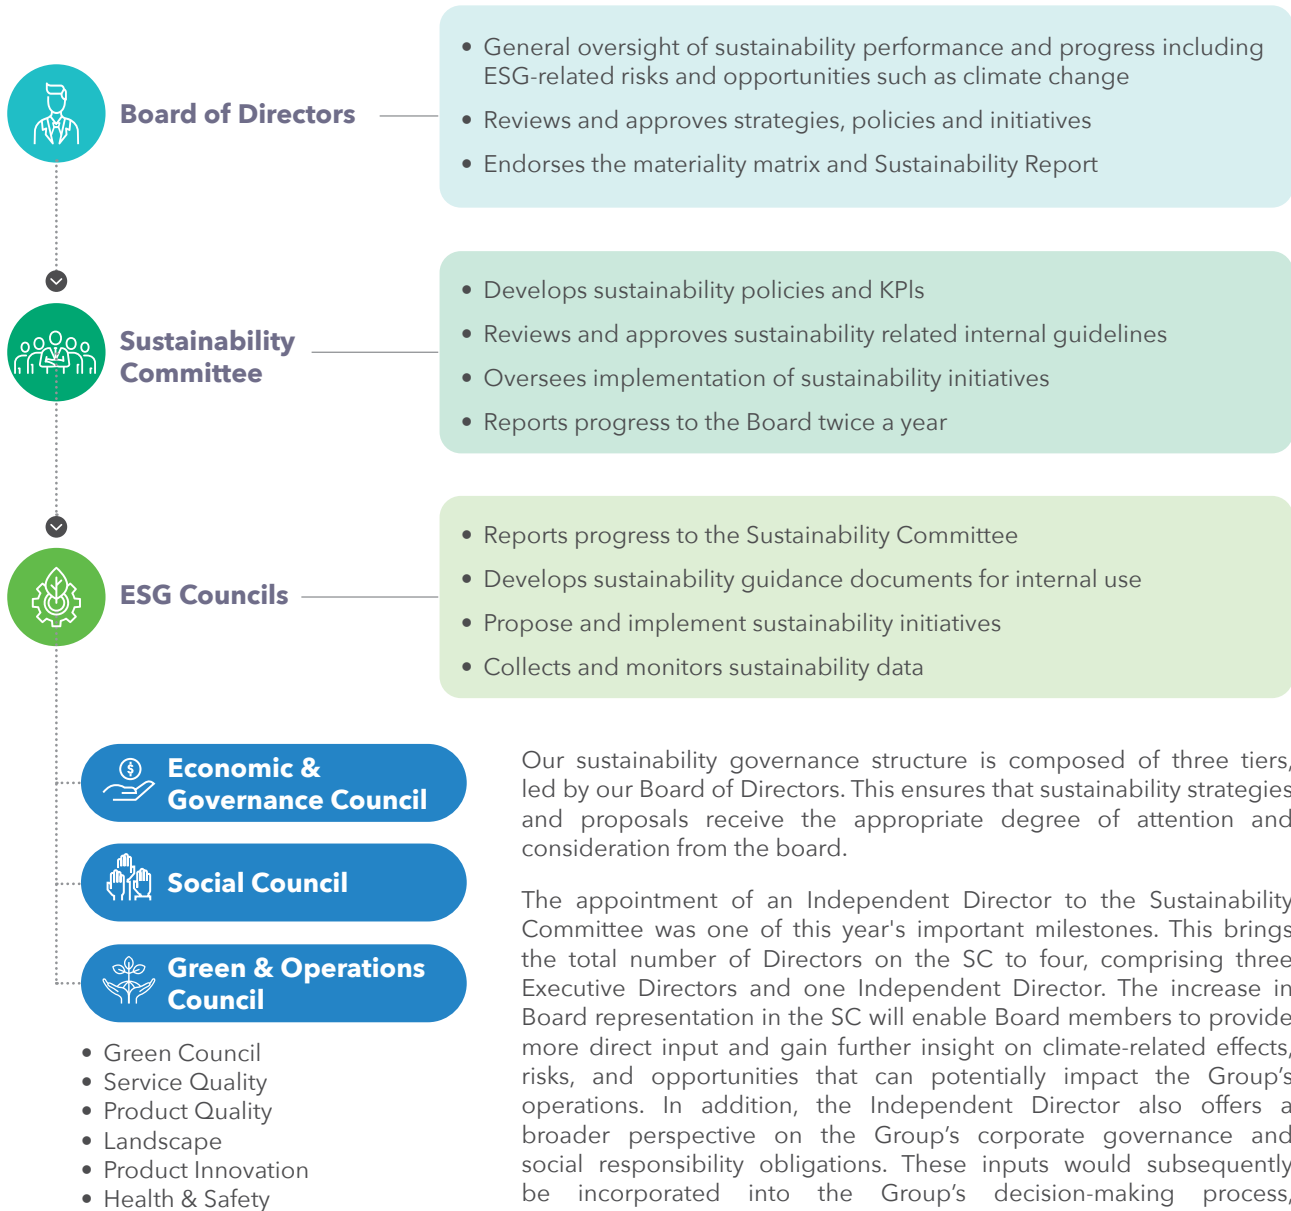 Board of Directors
• General oversight of sustainability performance and progress including
ESG-related risks and opportunities such as climate change
• Reviews and approves strategies, policies and initiatives
• Endorses the materiality matrix and Sustainability Report
Sustainability
Committee
• Develops sustainability policies and KPIs
• Reviews and approves sustainability related internal guidelines
• Oversees implementation of sustainability initiatives
• Reports progress to the Board twice a year
ESG Councils
• Reports progress to the Sustainability Committee
• Develops sustainability guidance documents for internal use
• Propose and implement sustainability initiatives
• Collects and monitors sustainability data
Economic &
Governance Council
Social Council
Green & Operations
Council
• Green Council
• Service Quality
• Product Quality
• Landscape
• Product Innovation
• Health & Safety
Our sustainability governance structure is composed of three tiers,
led by our Board of Directors. This ensures that sustainability strategies
and proposals receive the appropriate degree of attention and
consideration from the board.
The appointment of an Independent Director to the Sustainability
Committee was one of this year's important milestones. This brings
the total number of Directors on the SC to four, comprising three
Executive Directors and one Independent Director. The increase in
Board representation in the SC will enable Board members to provide
more direct input and gain further insight on climate-related effects,
risks, and opportunities that can potentially impact the Group's
operations. In addition, the Independent Director also offers a
broader perspective on the Group's corporate governance and
social responsibility obligations. These inputs would subsequently
be incorporated into the Group's decision-making process,